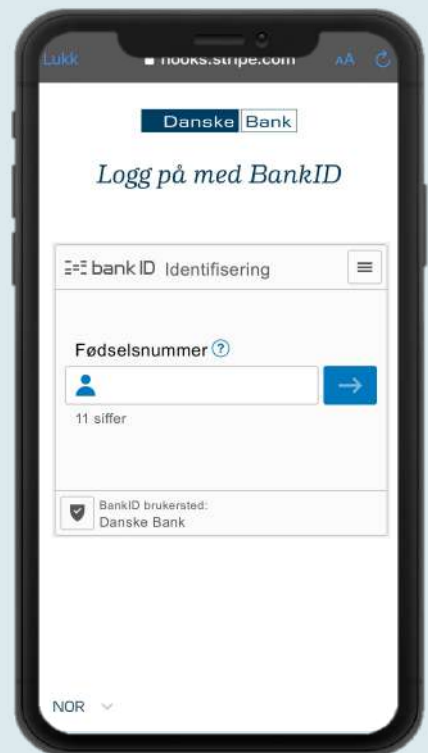 Lukk hooks.stripe.com AA
Danske Bank
Logg på med BankID
bank ID Identifisering
Fødselsnummer ?
11 siffer
BankID brukersted:
Danske Bank
NOR